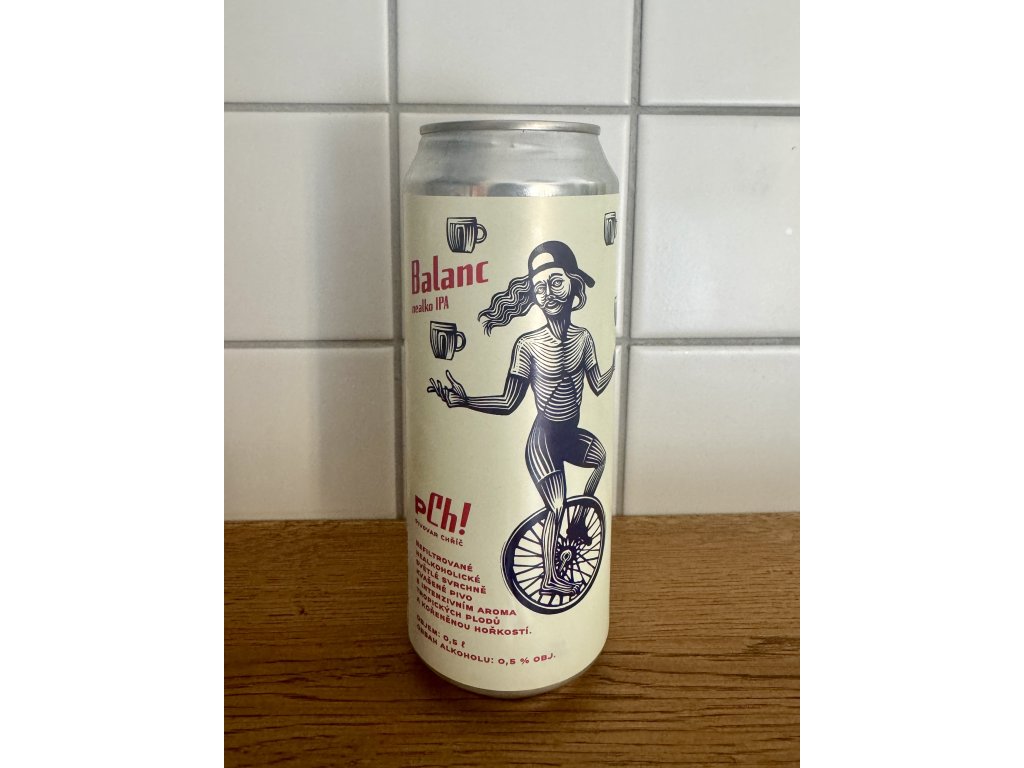 Balanc
nealko IPA
pCh!
PIVOVAR CHŘÍČ
NEFILTROVANÉ
NEALKOHOLICKÉ
SVĚTLÉ SVRCHNĚ
KVAŠENÉ PIVO
S INTENZIVNÍM AROMA
TROPICKÝCH PLODŮ
A KOŘENĚNOU HOŘKOSTÍ.
OBJEM: 0,5 ℓ
OBSAH ALKOHOLU: 0,5 % OBJ.